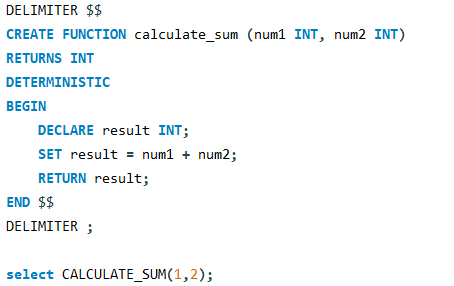 DELIMITER $$
CREATE FUNCTION calculate_sum (num1 INT, num2 INT)
RETURNS INT
DETERMINISTIC
BEGIN
    DECLARE result INT;
    SET result = num1 + num2;
    RETURN result;
END $$
DELIMITER ;

select CALCULATE_SUM(1,2);